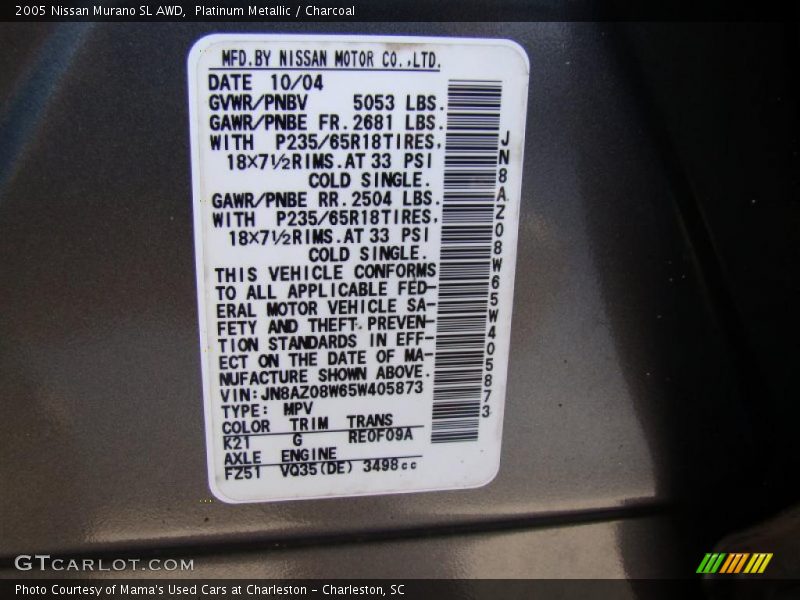 2005 Nissan Murano SL AWD,  Platinum Metallic / Charcoal
MFD.BY NISSAN MOTOR CO.,LTD.
DATE 10/04
GVWR/PNBV 5053 LBS.
GAWR/PNBE FR.2681 LBS.
WITH P235/65R18TIRES,
18X7½RIMS.AT 33 PSI
COLD SINGLE.
GAWR/PNBE RR.2504 LBS.
WITH P235/65R18TIRES,
18X7½RIMS.AT 33 PSI
COLD SINGLE.
THIS VEHICLE CONFORMS
TO ALL APPLICABLE FED-
ERAL MOTOR VEHICLE SA-
FETY AND THEFT PREVEN-
TION STANDARDS IN EFF-
ECT ON THE DATE OF MA-
NUFACTURE SHOWN ABOVE.
VIN:JN8AZ08W65W405873
TYPE: MPV
COLOR TRIM TRANS
K21 G RE0F09A
AXLE ENGINE
FZ51 VQ35(DE) 3498cc
JN8AZ08W65W405873
GTCARLOT.COM
Photo Courtesy of Mama's Used Cars at Charleston - Charleston, SC